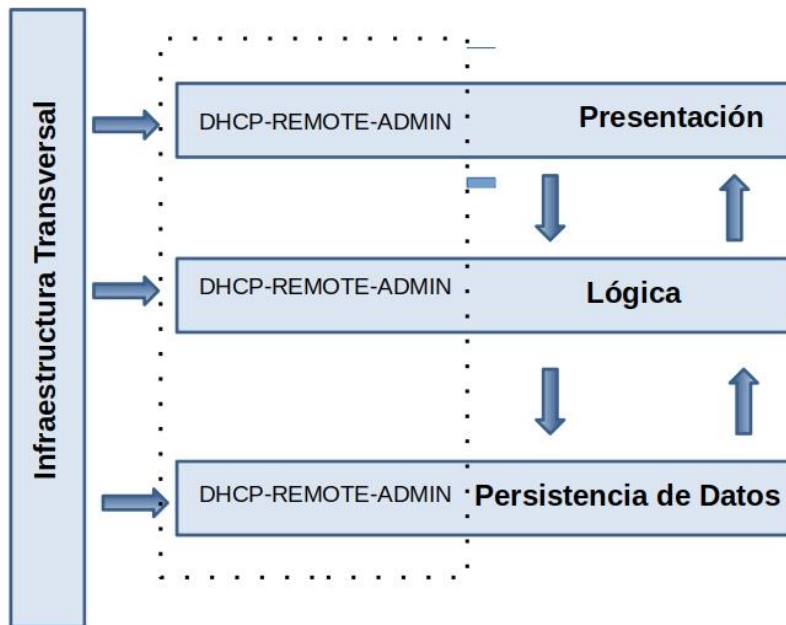 Infraestructura Transversal
DHCP-REMOTE-ADMIN
Presentación
DHCP-REMOTE-ADMIN
Lógica
DHCP-REMOTE-ADMIN
Persistencia de Datos